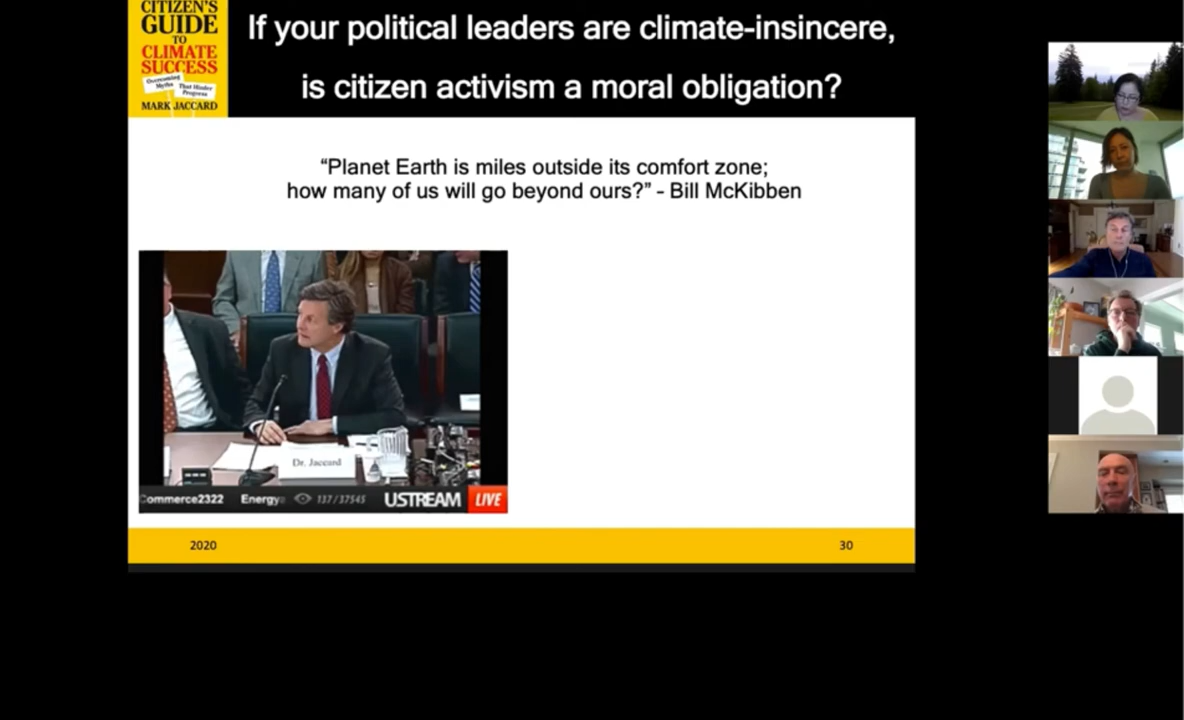 CITIZEN'S
GUIDE
TO
CLIMATE
SUCCESS
Overcoming
Myths
That Hinder
Progress
MARK JACCARD
If your political leaders are climate-insincere,
is citizen activism a moral obligation?
“Planet Earth is miles outside its comfort zone;
how many of us will go beyond ours?” - Bill McKibben
Dr. Jaccard
Commerce2322 Energy 137/37545 USTREAM LIVE
2020 30